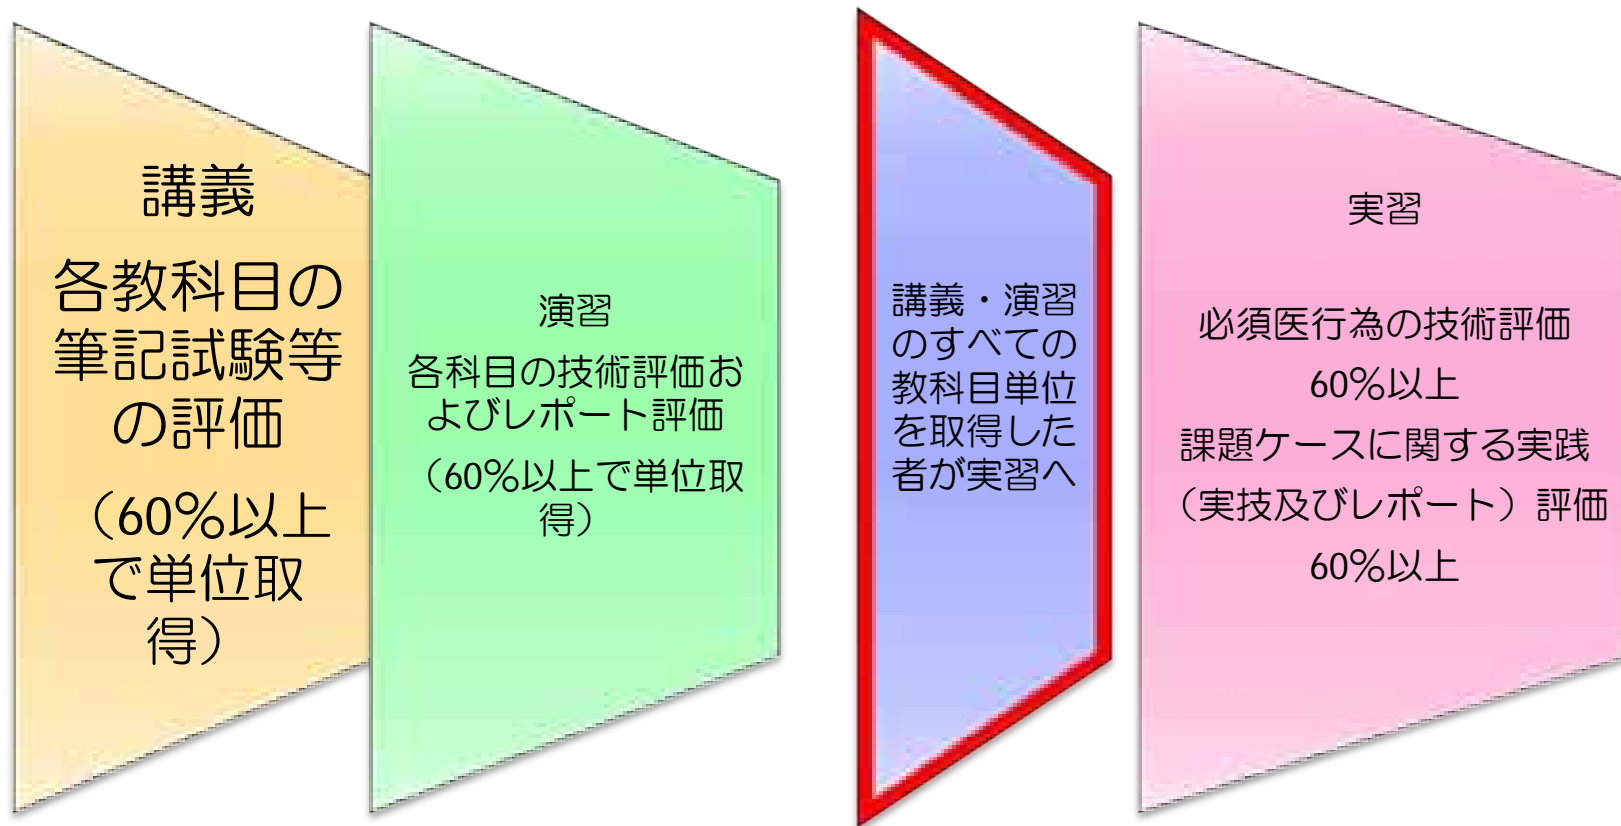 講義
各教科目の
筆記試験等
の評価
（60％以上
で単位取
得）
演習
各科目の技術評価お
よびレポート評価
（60％以上で単位取
得）
講義・演習
のすべての
教科目単位
を取得した
者が実習へ
実習
必須医行為の技術評価
60％以上
課題ケースに関する実践
（実技及びレポート）評価
60％以上